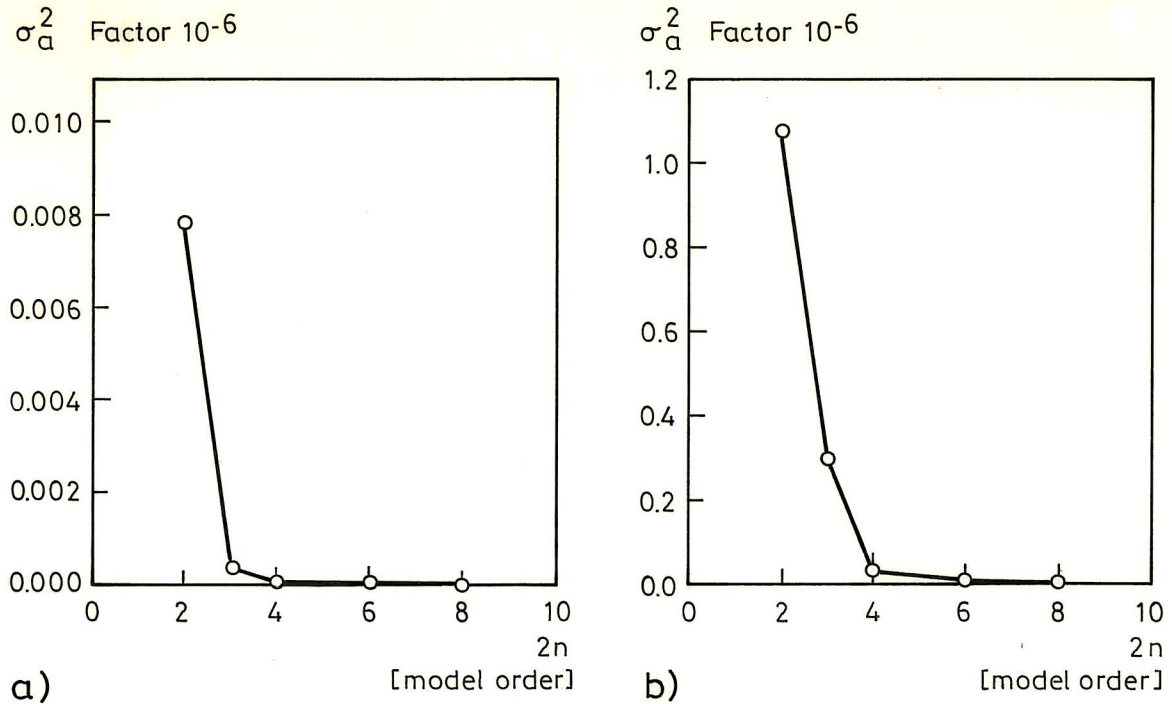 σ²ₐ Factor 10⁻⁶
0.010
0.008
0.006
0.004
0.002
0.000
0 2 4 6 8 10
2n
[model order]
a)
σ²ₐ Factor 10⁻⁶
1.2
1.0
0.8
0.6
0.4
0.2
0.0
0 2 4 6 8 10
2n
[model order]
b)